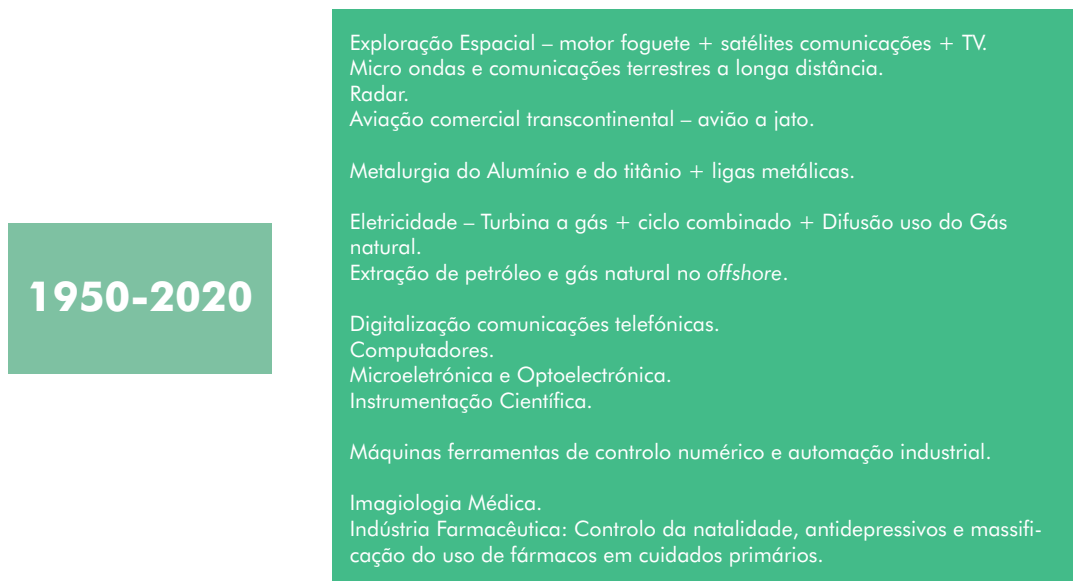 1950-2020
Exploração Espacial – motor foguete + satélites comunicações + TV.
Micro ondas e comunicações terrestres a longa distância.
Radar.
Aviação comercial transcontinental – avião a jato.
Metalurgia do Alumínio e do titânio + ligas metálicas.
Eletricidade – Turbina a gás + ciclo combinado + Difusão uso do Gás
natural.
Extração de petróleo e gás natural no offshore.
Digitalização comunicações telefónicas.
Computadores.
Microeletrónica e Optoelectrónica.
Instrumentação Científica.
Máquinas ferramentas de controlo numérico e automação industrial.
Imagiologia Médica.
Indústria Farmacêutica: Controlo da natalidade, antidepressivos e massifi-
cação do uso de fármacos em cuidados primários.